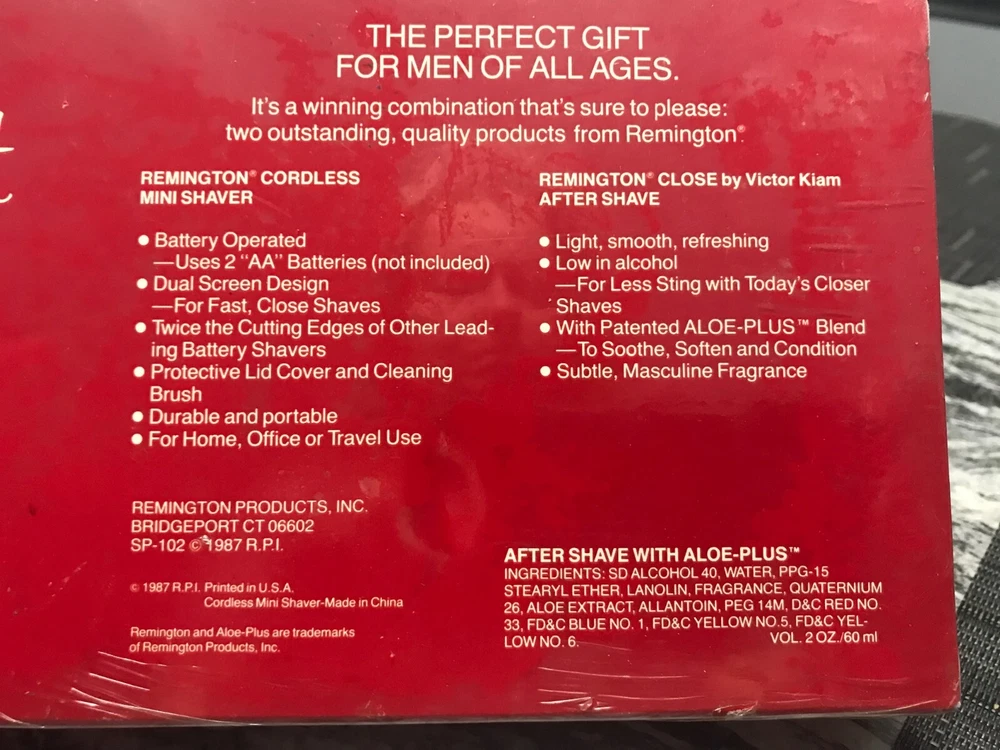 THE PERFECT GIFT
FOR MEN OF ALL AGES.
It's a winning combination that's sure to please:
two outstanding, quality products from Remington®
REMINGTON® CORDLESS
MINI SHAVER
● Battery Operated
—Uses 2 "AA" Batteries (not included)
● Dual Screen Design
—For Fast, Close Shaves
● Twice the Cutting Edges of Other Lead-
ing Battery Shavers
● Protective Lid Cover and Cleaning
Brush
● Durable and portable
● For Home, Office or Travel Use
REMINGTON® CLOSE by Victor Kiam
AFTER SHAVE
● Light, smooth, refreshing
● Low in alcohol
—For Less Sting with Today's Closer
Shaves
● With Patented ALOE-PLUS™ Blend
—To Soothe, Soften and Condition
● Subtle, Masculine Fragrance
REMINGTON PRODUCTS, INC.
BRIDGEPORT CT 06602
SP-102 © 1987 R.P.I.
© 1987 R.P.I. Printed in U.S.A.
Cordless Mini Shaver-Made in China
Remington and Aloe-Plus are trademarks
of Remington Products, Inc.
AFTER SHAVE WITH ALOE-PLUS™
INGREDIENTS: SD ALCOHOL 40, WATER, PPG-15
STEARYL ETHER, LANOLIN, FRAGRANCE, QUATERNIUM
26, ALOE EXTRACT, ALLANTOIN, PEG 14M, D&C RED NO.
33, FD&C BLUE NO. 1, FD&C YELLOW NO.5, FD&C YEL-
LOW NO. 6. VOL. 2 OZ./60 ml